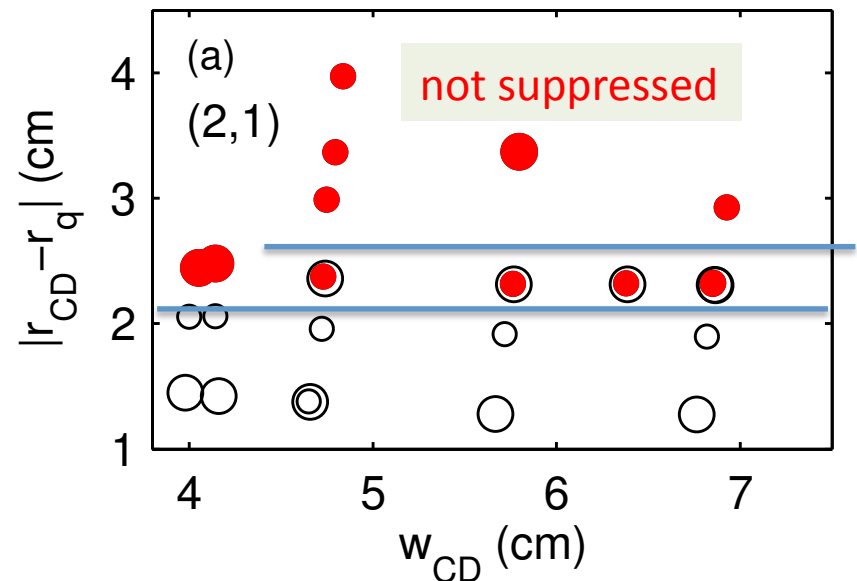 (a)
(2,1)
not suppressed
4
3
2
1
|r_CD−r_q| (cm
4 5 6 7
w_CD (cm)